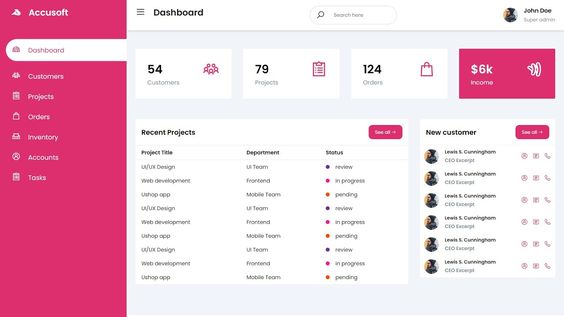 Accusoft
Dashboard
Customers
Projects
Orders
Inventory
Accounts
Tasks
Dashboard
Search here
John Doe
Super admin
54
Customers
79
Projects
124
Orders
$6k
Income
Recent Projects
See all →
Project Title Department Status
UI/UX Design UI Team review
Web development Frontend in progress
Ushop app Mobile Team pending
UI/UX Design UI Team review
Web development Frontend in progress
Ushop app Mobile Team pending
UI/UX Design UI Team review
Web development Frontend in progress
Ushop app Mobile Team pending
New customer
See all →
Lewis S. Cunningham
CEO Excerpt
Lewis S. Cunningham
CEO Excerpt
Lewis S. Cunningham
CEO Excerpt
Lewis S. Cunningham
CEO Excerpt
Lewis S. Cunningham
CEO Excerpt
Lewis S. Cunningham
CEO Excerpt